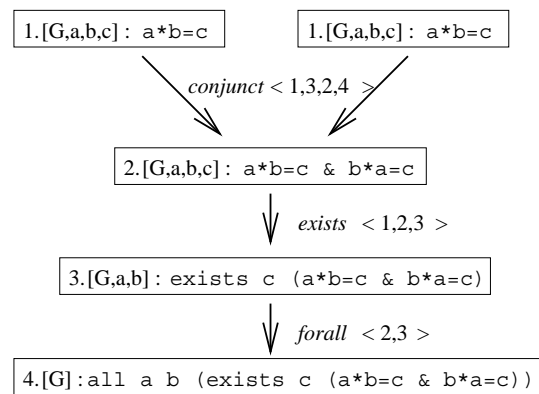 1.[G,a,b,c] : a*b=c
1.[G,a,b,c] : a*b=c
conjunct < 1,3,2,4 >
2.[G,a,b,c] : a*b=c & b*a=c
exists < 1,2,3 >
3.[G,a,b] : exists c (a*b=c & b*a=c)
forall < 2,3 >
4.[G] :all a b (exists c (a*b=c & b*a=c))